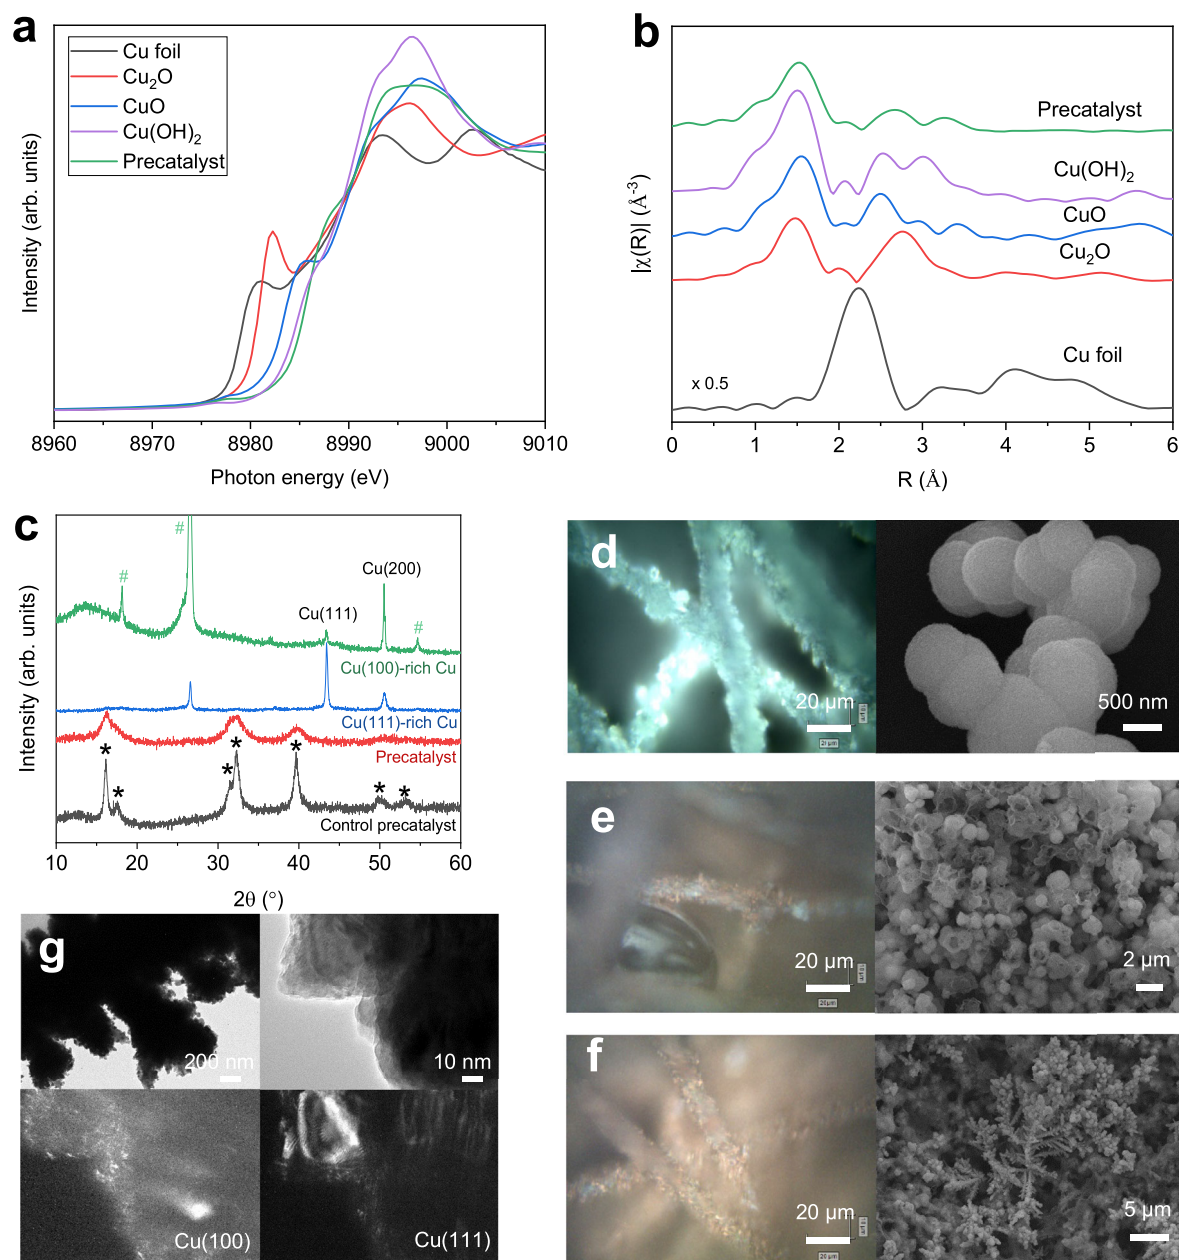 a
Cu foil
Cu₂O
CuO
Cu(OH)₂
Precatalyst
Intensity (arb. units)
8960 8970 8980 8990 9000 9010
Photon energy (eV)
b
Precatalyst
Cu(OH)₂
CuO
Cu₂O
Cu foil
x 0.5
|χ(R)| (Å⁻³)
0 1 2 3 4 5 6
R (Å)
c
#
#
#
Cu(200)
Cu(111)
Cu(100)-rich Cu
Cu(111)-rich Cu
Precatalyst
* * * * * * *
Control precatalyst
Intensity (arb. units)
10 20 30 40 50 60
2θ (°)
d
20 µm
500 nm
e
20 µm
2 µm
f
20 µm
5 µm
g
200 nm
10 nm
Cu(100)
Cu(111)